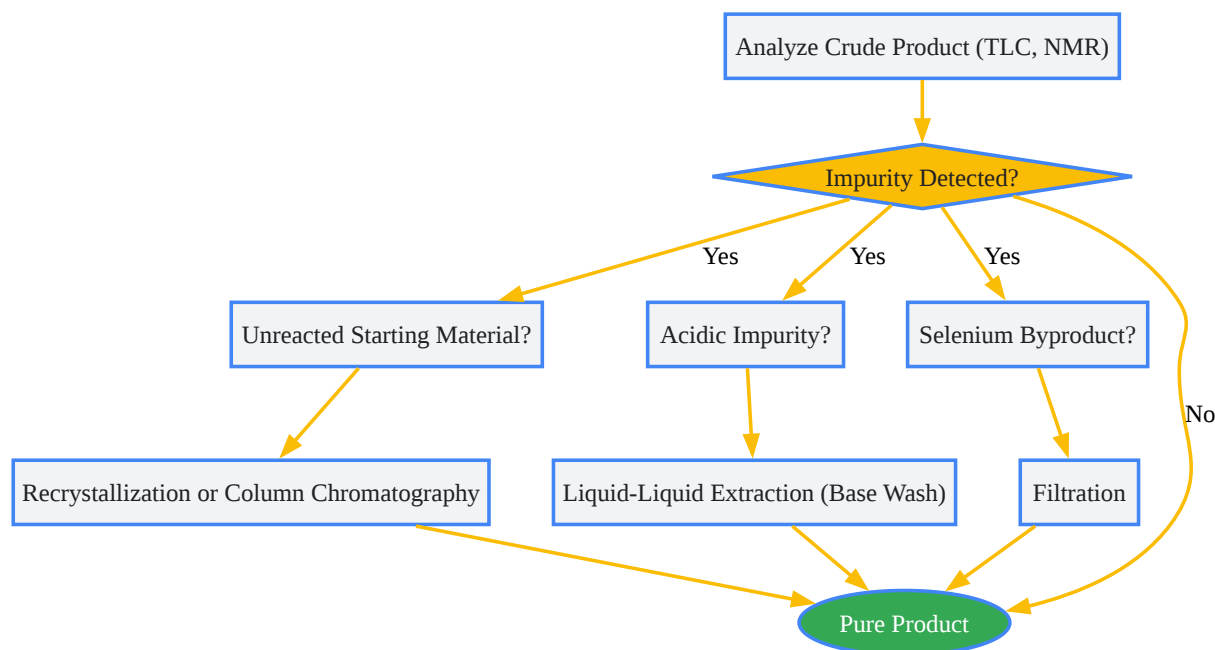 Analyze Crude Product (TLC, NMR)
Impurity Detected?
Yes
Yes
Yes
Unreacted Starting Material?
Acidic Impurity?
Selenium Byproduct?
No
Recrystallization or Column Chromatography
Liquid-Liquid Extraction (Base Wash)
Filtration
Pure Product